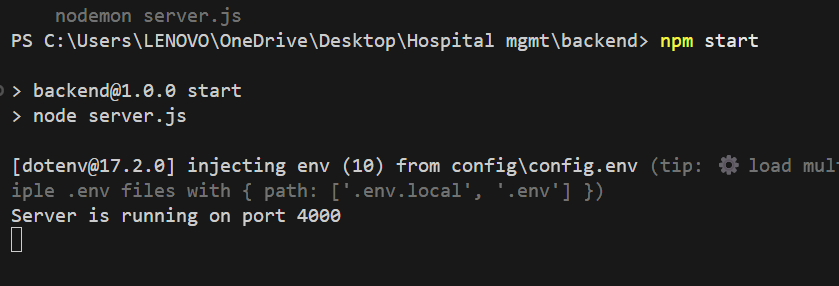 nodemon server.js
PS C:\Users\LENOVO\OneDrive\Desktop\Hospital mgmt\backend> npm start
> backend@1.0.0 start
> node server.js
[dotenv@17.2.0] injecting env (10) from config\config.env (tip: ⚙️ load mult
iple .env files with { path: ['.env.local', '.env'] })
Server is running on port 4000